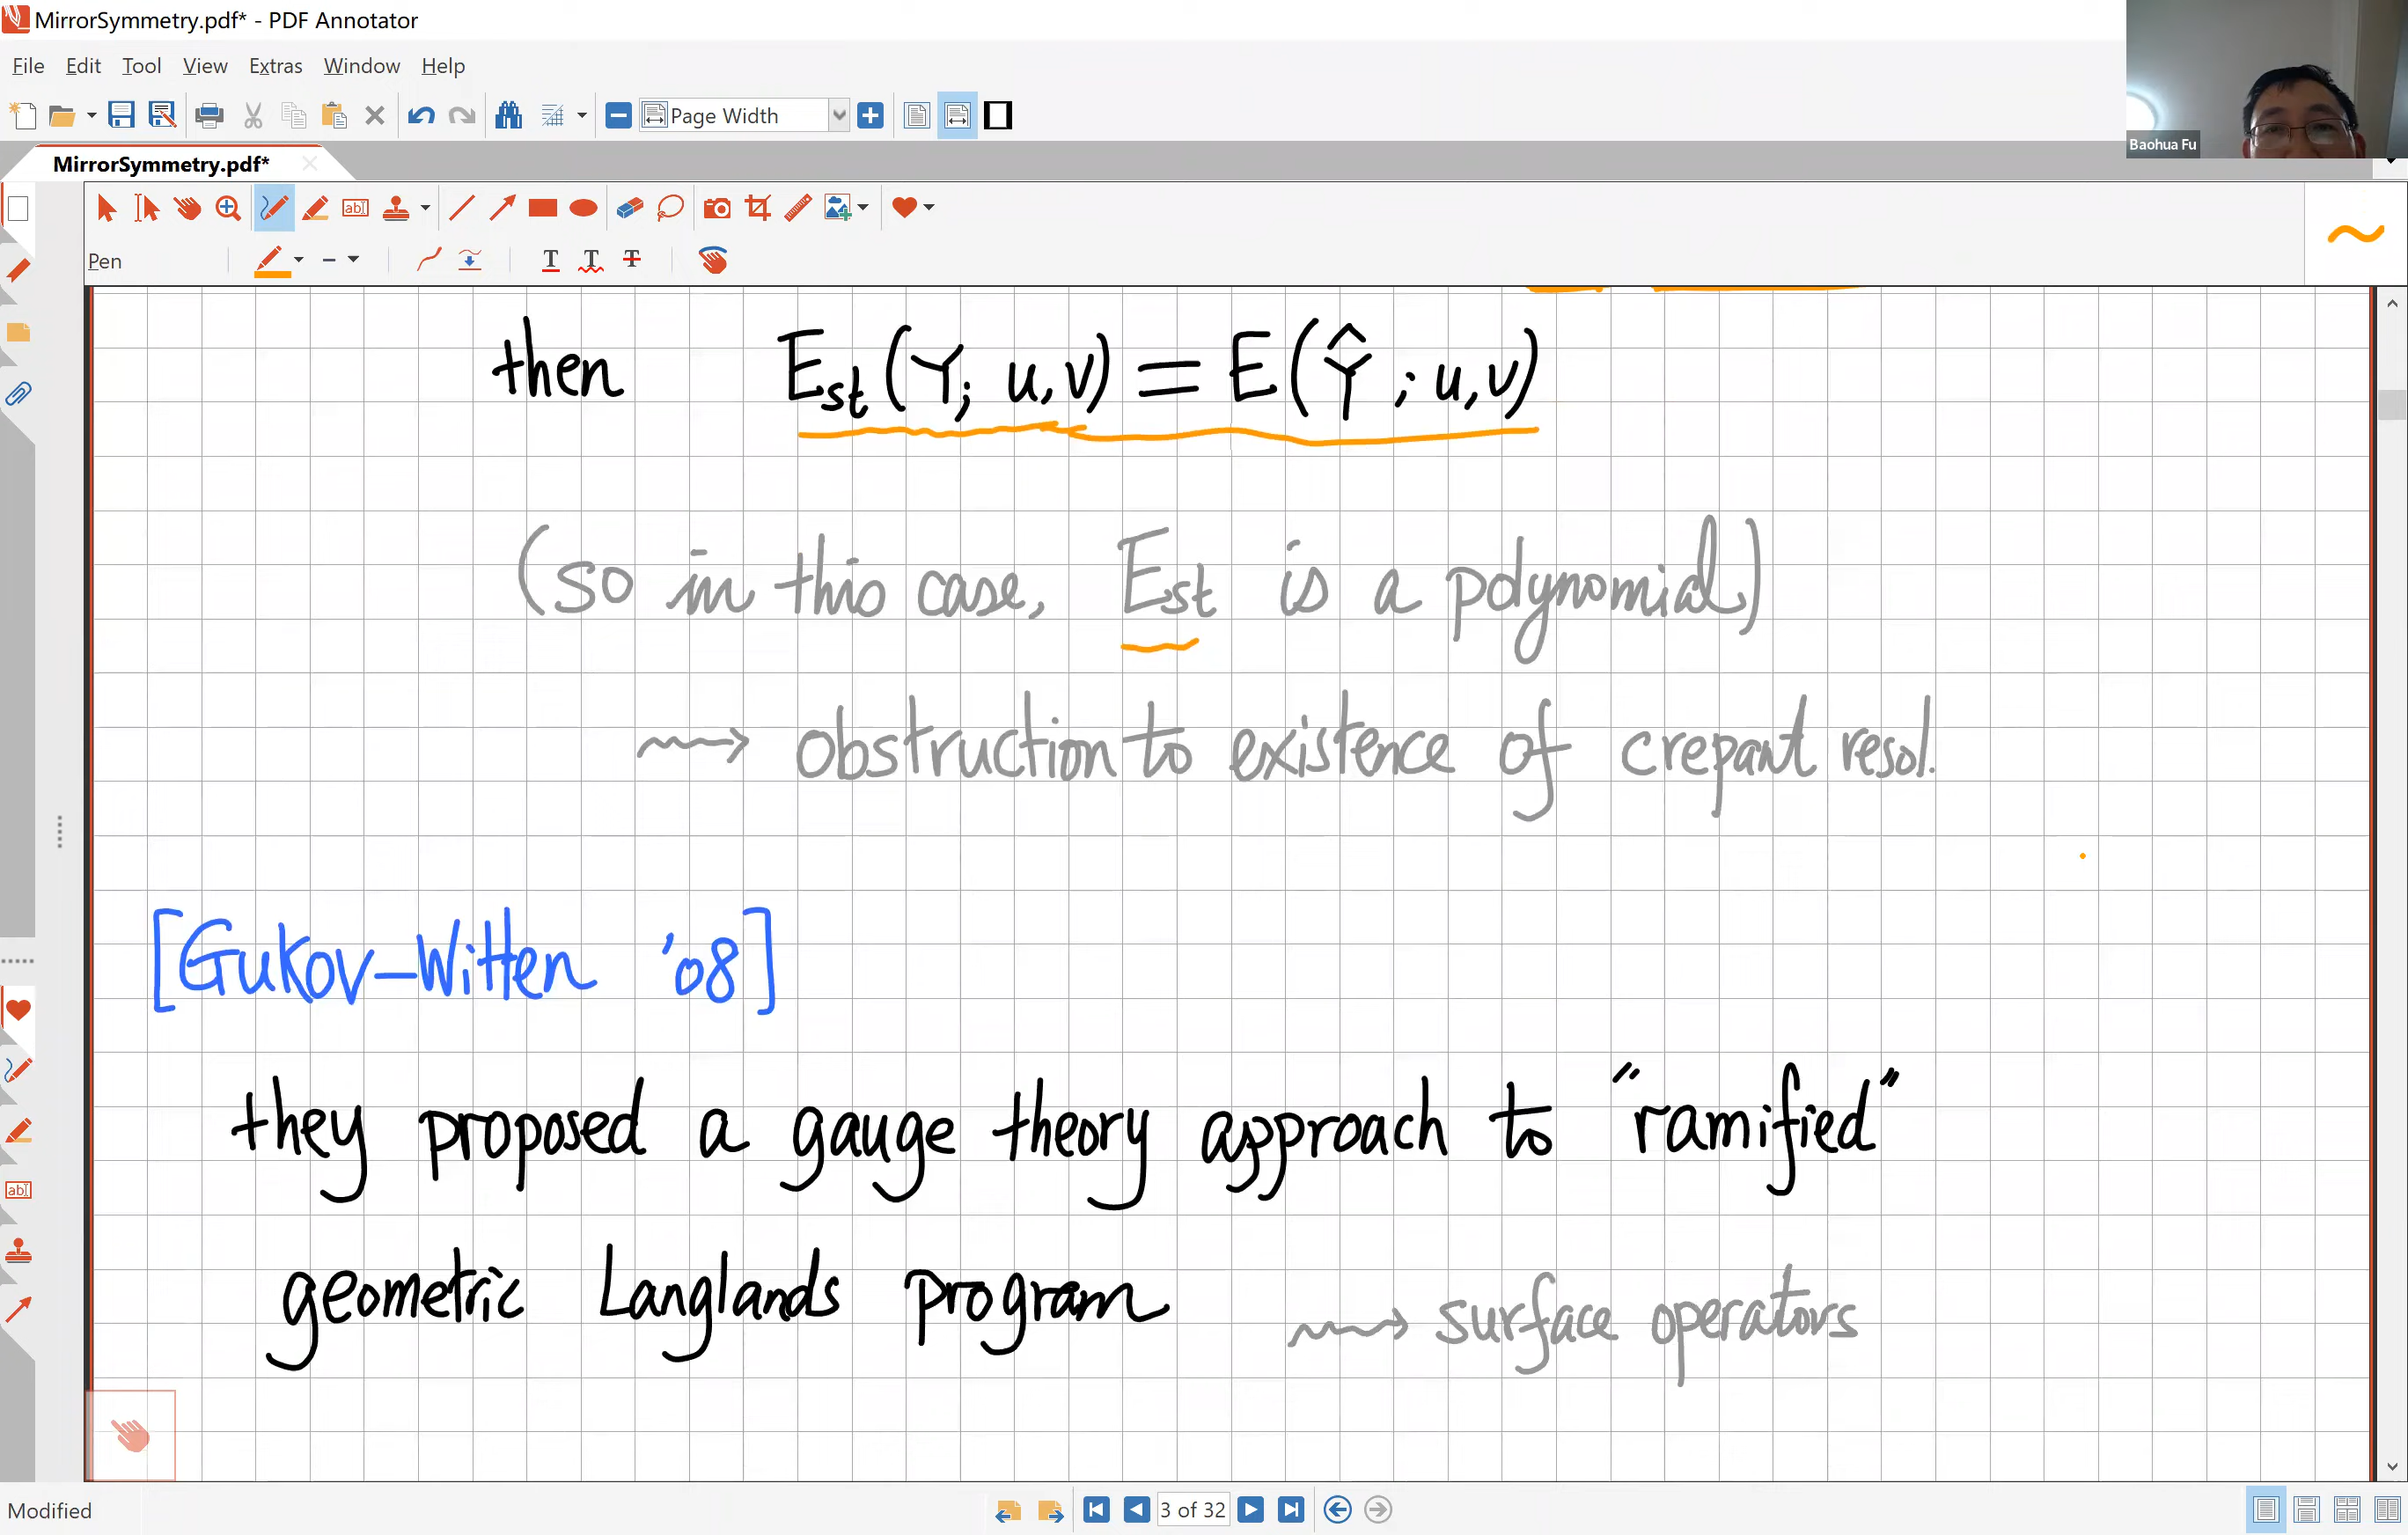 MirrorSymmetry.pdf* - PDF Annotator
File Edit Tool View Extras Window Help
Page Width
Baohua Fu
MirrorSymmetry.pdf*
Pen
then E_st(Y; u,v) = E(Ŷ; u,v)
(so in this case, E_st is a polynomial)
⇝ obstruction to existence of crepant resol.
[Gukov-Witten '08]
they proposed a gauge theory approach to "ramified"
geometric Langlands program ⇝ surface operators
Modified
3 of 32